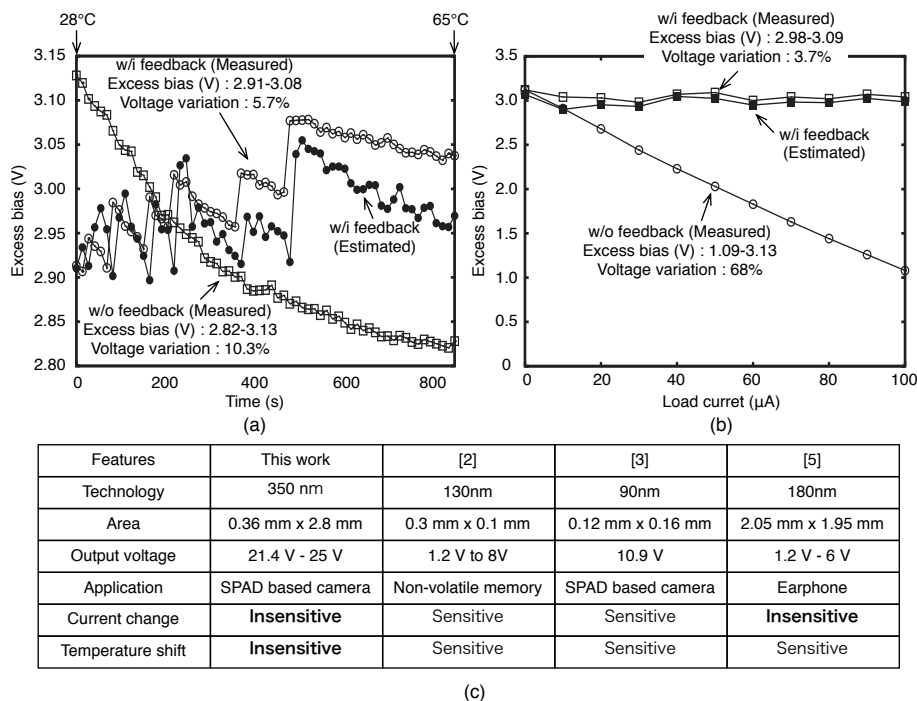 28°C
65°C
(a)
3.15
3.10
3.05
3.00
2.95
2.90
2.85
2.80
Excess bias (V)
w/i feedback (Measured)
Excess bias (V) : 2.91-3.08
Voltage variation : 5.7%
w/i feedback
(Estimated)
w/o feedback (Measured)
Excess bias (V) : 2.82-3.13
Voltage variation : 10.3%
0
200
400
600
800
Time (s)
w/i feedback (Measured)
Excess bias (V) : 2.98-3.09
Voltage variation : 3.7%
3.5
3.0
2.5
2.0
1.5
1.0
0.5
0
Excess bias (V)
w/i feedback
(Estimated)
w/o feedback (Measured)
Excess bias (V) : 1.09-3.13
Voltage variation : 68%
0
20
40
60
80
100
Load curret (µA)
(b)
Features This work [2] [3] [5]
Technology 350 nm 130nm 90nm 180nm
Area 0.36 mm x 2.8 mm 0.3 mm x 0.1 mm 0.12 mm x 0.16 mm 2.05 mm x 1.95 mm
Output voltage 21.4 V - 25 V 1.2 V to 8V 10.9 V 1.2 V - 6 V
Application SPAD based camera Non-volatile memory SPAD based camera Earphone
Current change Insensitive Sensitive Sensitive Insensitive
Temperature shift Insensitive Sensitive Sensitive Sensitive
(c)